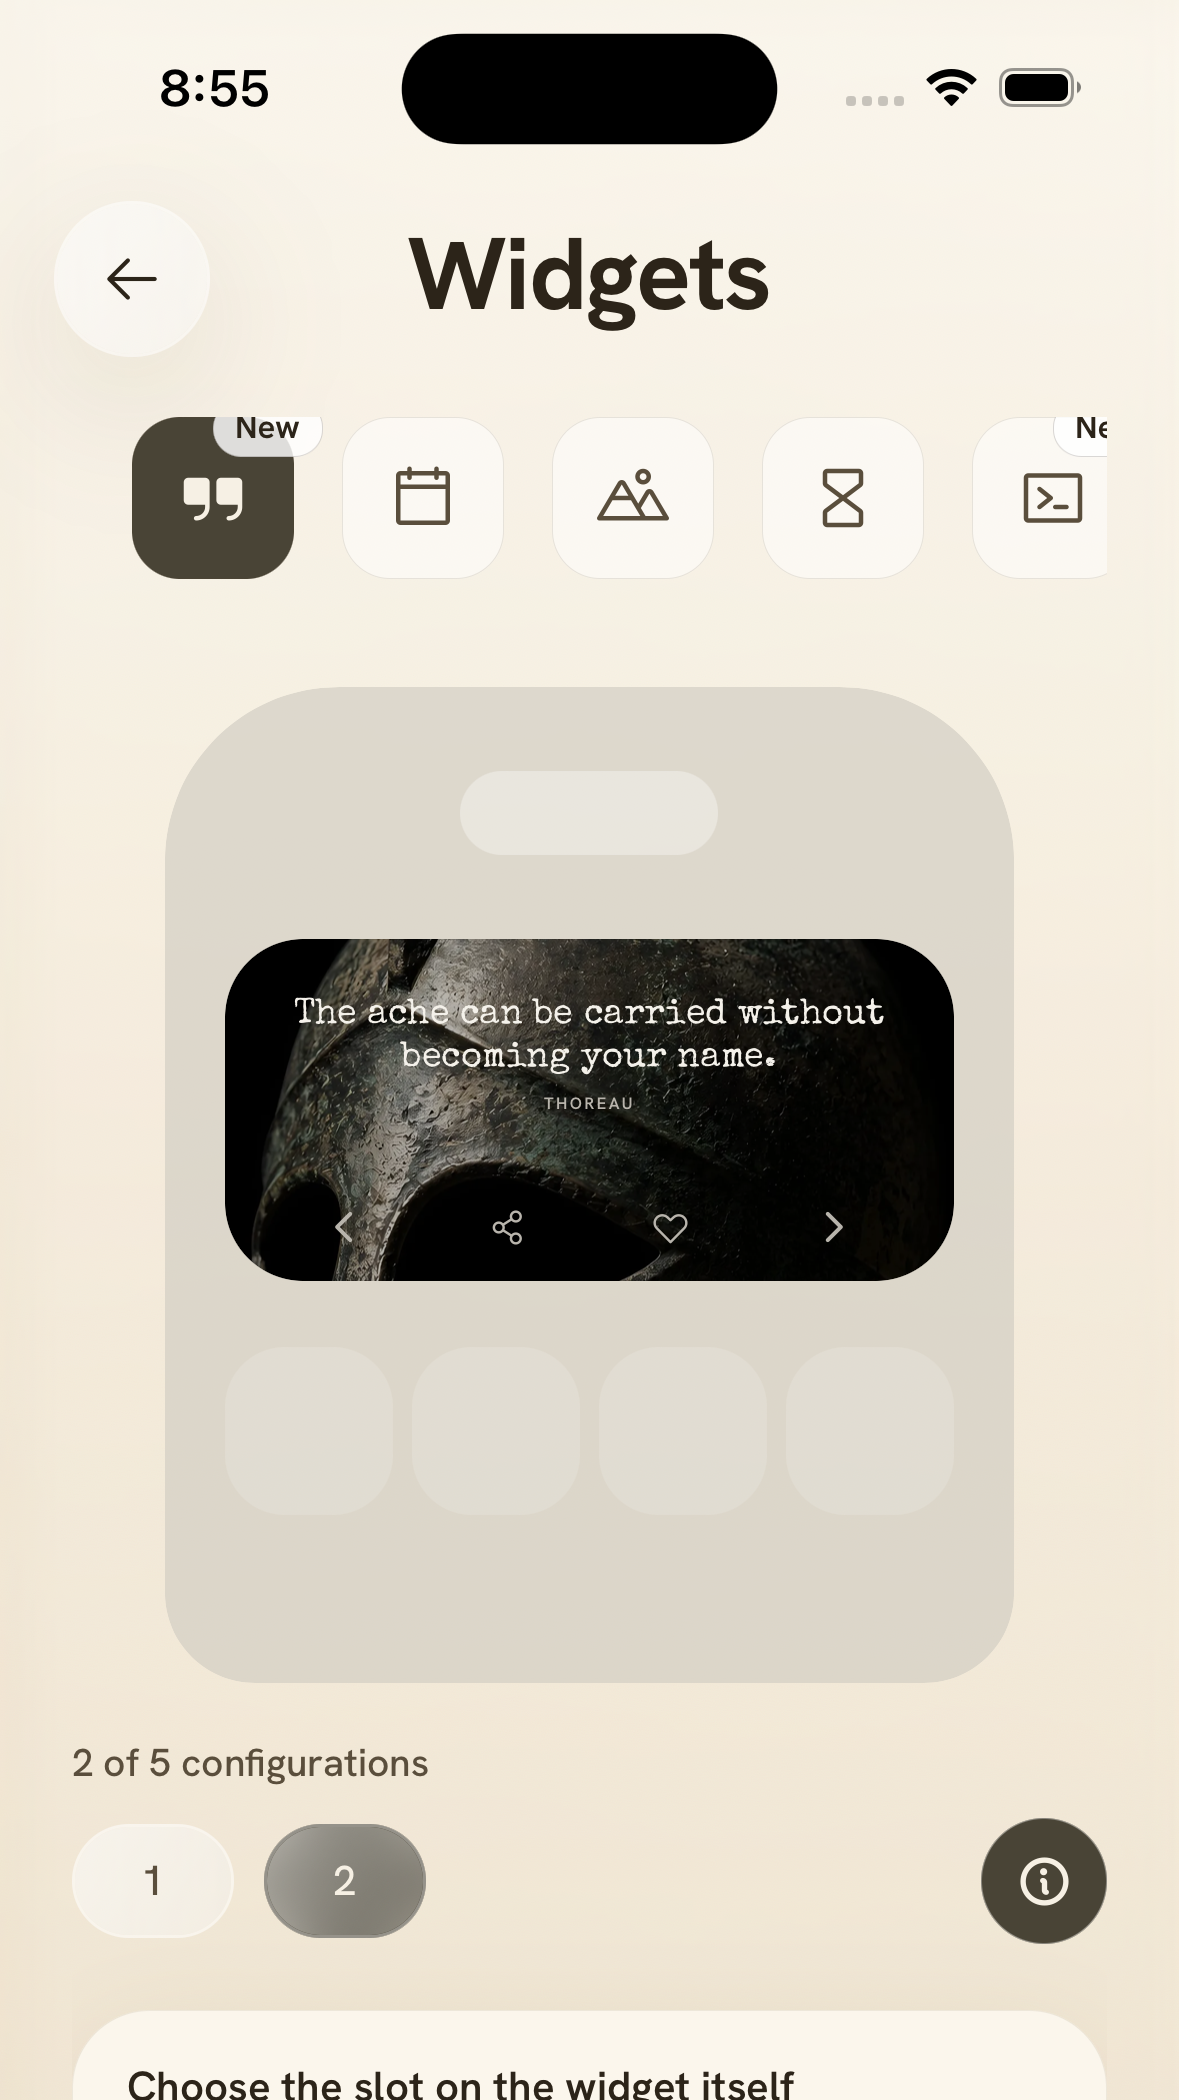 8:55
Widgets
New
Ne
The ache can be carried without
becoming your name.
THOREAU
2 of 5 configurations
1
2
Choose the slot on the widget itself